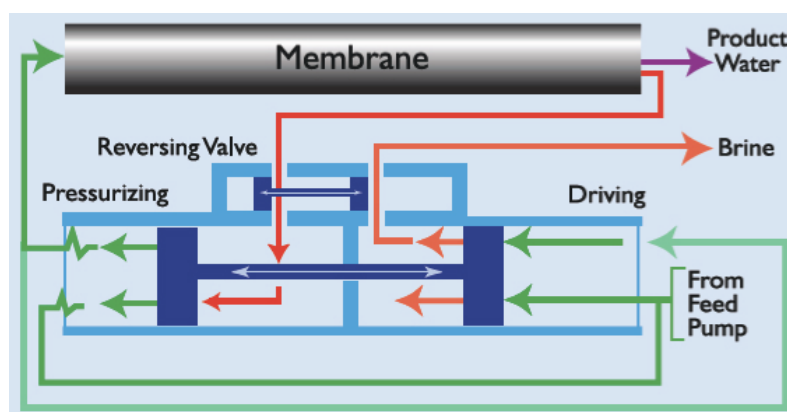 Membrane
Product
Water
Reversing Valve
Brine
Pressurizing
Driving
From
Feed
Pump